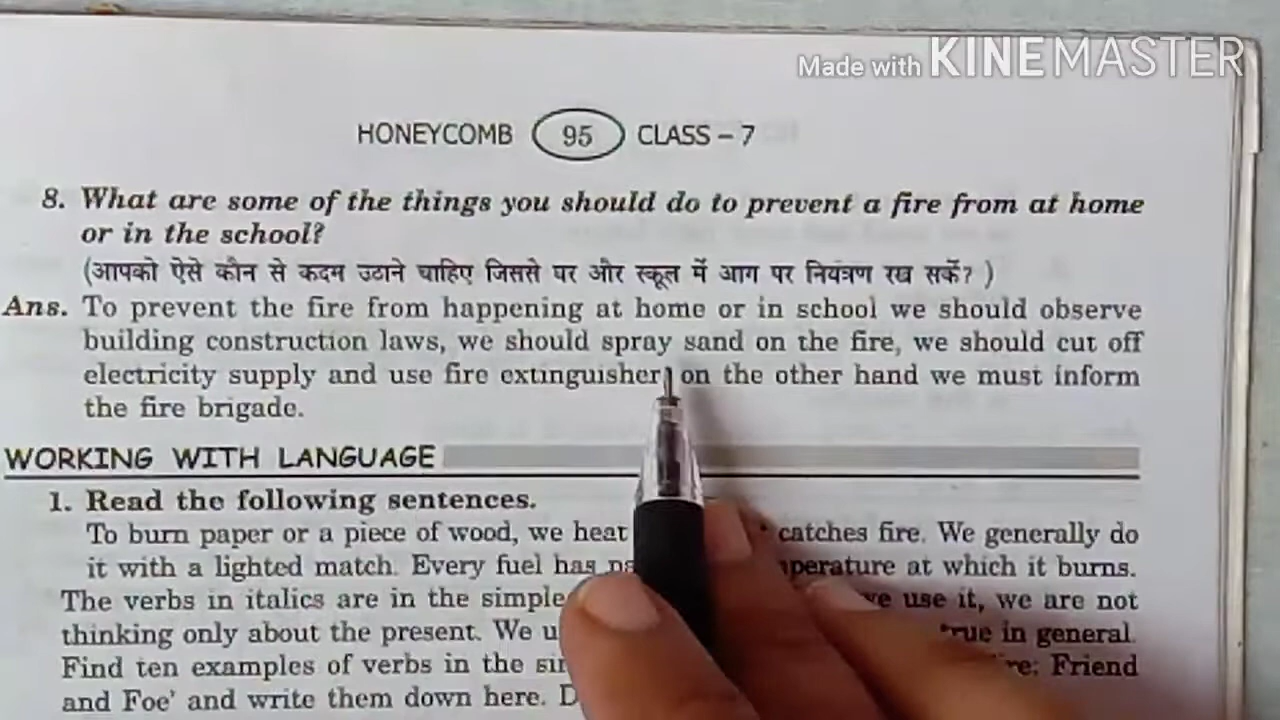 Made with KINEMASTER
HONEYCOMB 95 CLASS – 7
8. What are some of the things you should do to prevent a fire from at home
or in the school?
(आपको ऐसे कौन से कदम उठाने चाहिए जिससे घर और स्कूल में आग पर नियंत्रण रख सकें? )
Ans. To prevent the fire from happening at home or in school we should observe
building construction laws, we should spray sand on the fire, we should cut off
electricity supply and use fire extinguisher on the other hand we must inform
the fire brigade.
WORKING WITH LANGUAGE
1. Read the following sentences.
To burn paper or a piece of wood, we heat catches fire. We generally do
it with a lighted match. Every fuel has at which it burns.
The verbs in italics are in the simple we use it, we are not
thinking only about the present. We in general.
Find ten examples of verbs in the Friend
and Foe' and write them down here.